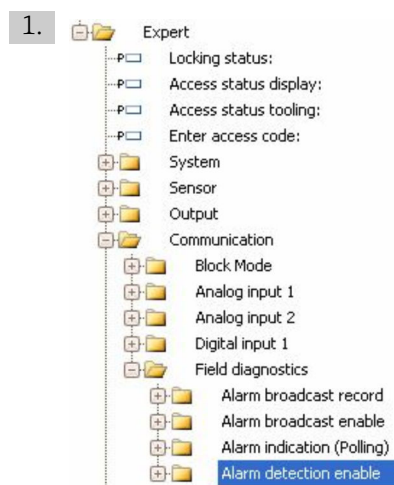 1.
Expert
Locking status:
Access status display:
Access status tooling:
Enter access code:
System
Sensor
Output
Communication
Block Mode
Analog input 1
Analog input 2
Digital input 1
Field diagnostics
Alarm broadcast record
Alarm broadcast enable
Alarm indication (Polling)
Alarm detection enable